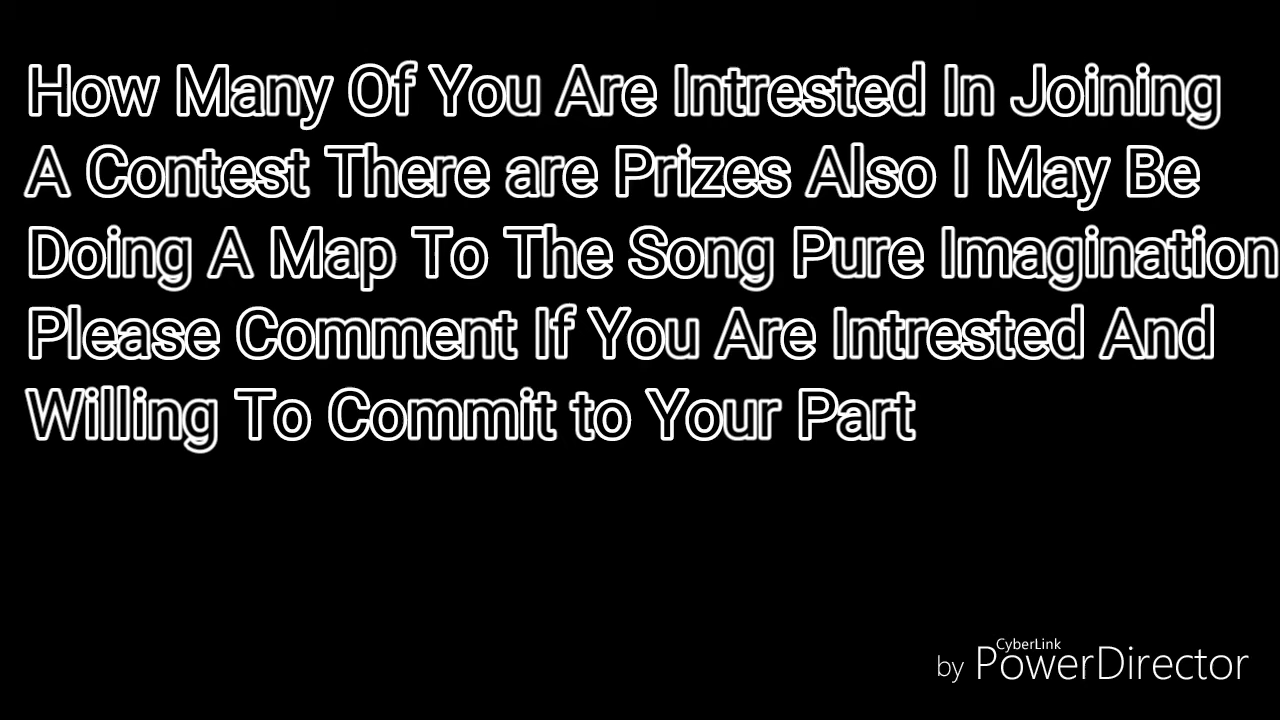 How Many Of You Are Intrested In Joining
A Contest There are Prizes Also I May Be
Doing A Map To The Song Pure Imagination
Please Comment If You Are Intrested And
Willing To Commit to Your Part
CyberLink
by PowerDirector